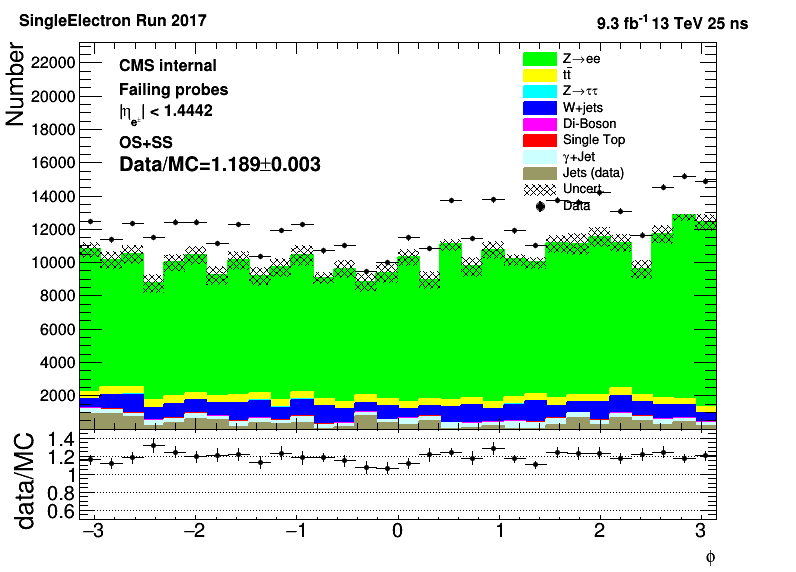 SingleElectron Run 2017
9.3 fb⁻¹ 13 TeV 25 ns
Number
22000
20000
18000
16000
14000
12000
10000
8000
6000
4000
2000
CMS internal
Failing probes
|η_e±| < 1.4442
OS+SS
Data/MC=1.189±0.003
Z→ee
tt̄
Z→ττ
W+jets
Di-Boson
Single Top
γ+Jet
Jets (data)
Uncert
Data
data/MC
1.4
1.2
1
0.8
0.6
−3 −2 −1 0 1 2 3
ϕ